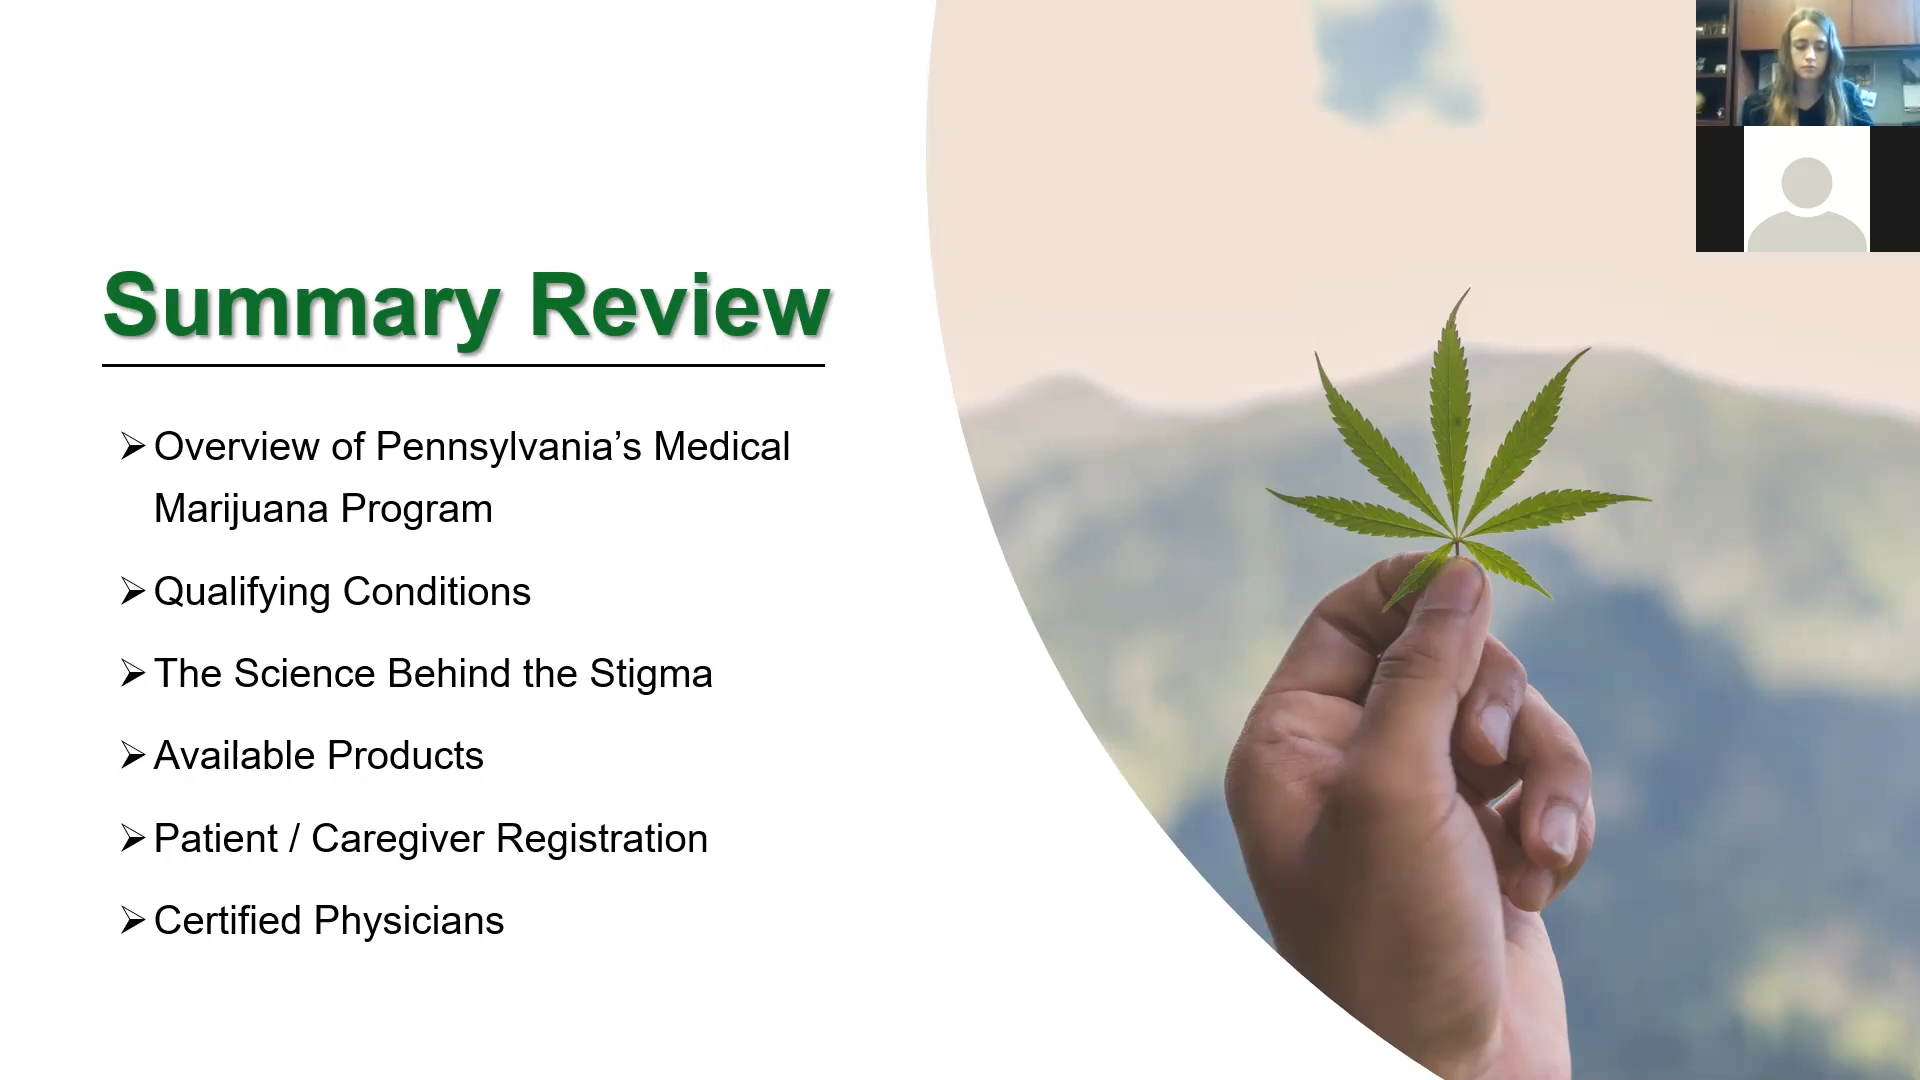 Summary Review
➢ Overview of Pennsylvania’s Medical
Marijuana Program
➢ Qualifying Conditions
➢ The Science Behind the Stigma
➢ Available Products
➢ Patient / Caregiver Registration
➢ Certified Physicians